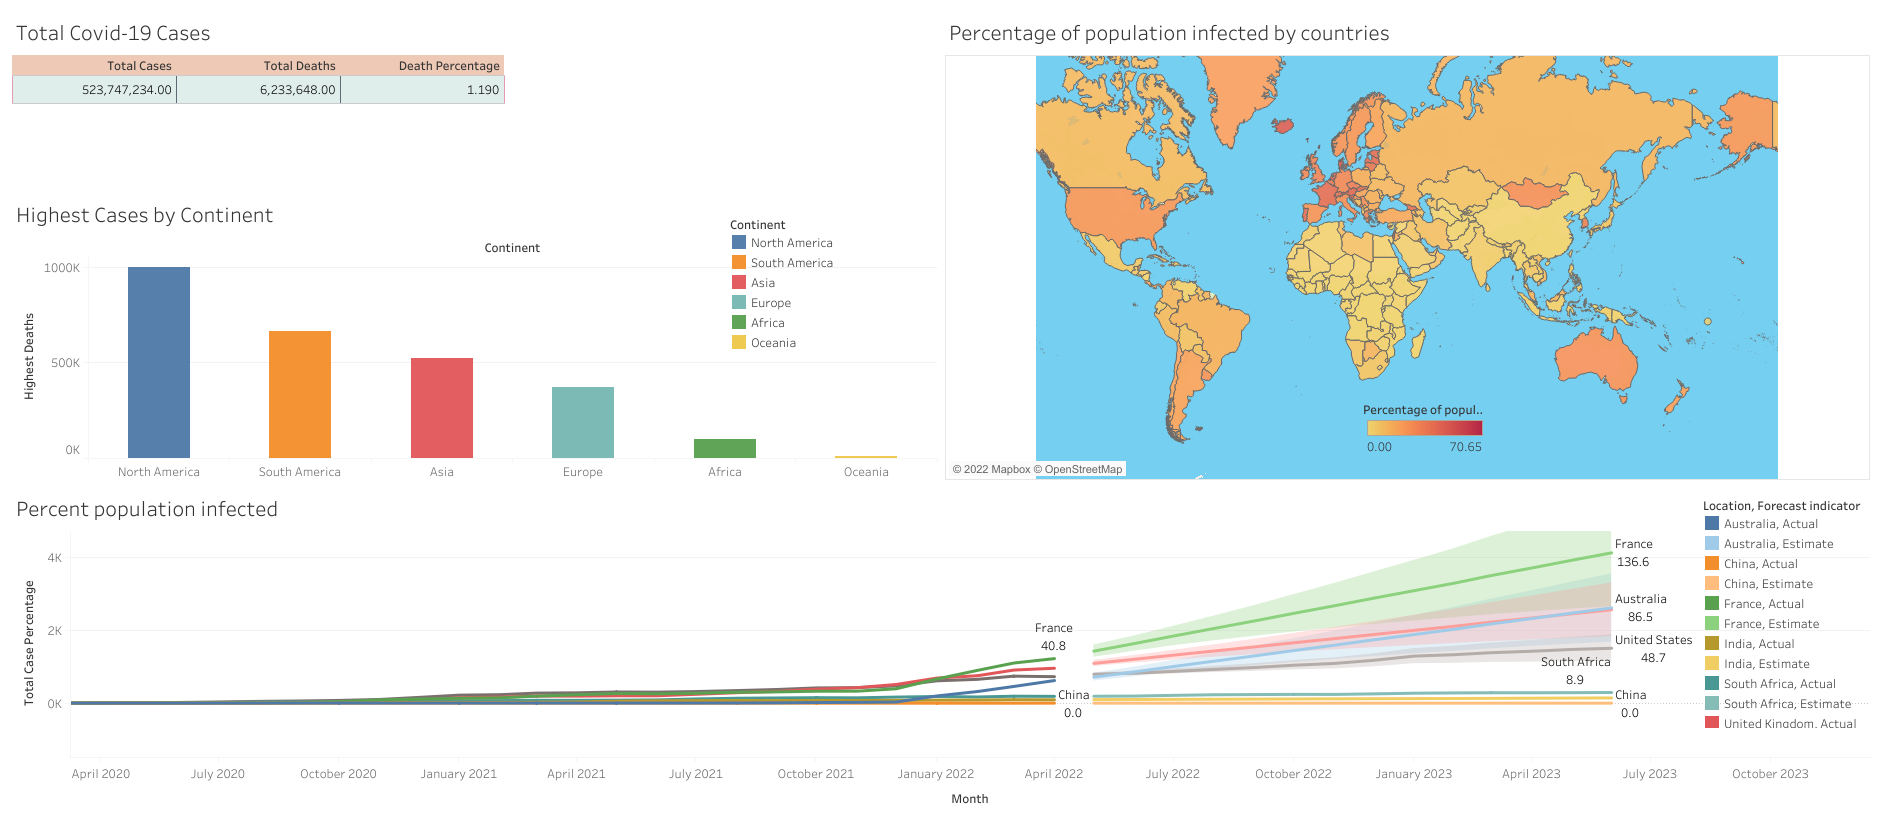 Total Covid-19 Cases
Total Cases Total Deaths Death Percentage
523,747,234.00 6,233,648.00 1.190
Highest Cases by Continent
Continent
Continent
North America
South America
Asia
Europe
Africa
Oceania
Highest Deaths
1000K
500K
0K
North America South America Asia Europe Africa Oceania
Percentage of population infected by countries
Percentage of popul..
0.00 70.65
© 2022 Mapbox © OpenStreetMap
Percent population infected
Total Case Percentage
4K
2K
0K
France
40.8
China
0.0
France
136.6
Australia
86.5
United States
48.7
South Africa
8.9
China
0.0
April 2020 July 2020 October 2020 January 2021 April 2021 July 2021 October 2021 January 2022 April 2022 July 2022 October 2022 January 2023 April 2023 July 2023 October 2023
Month
Location, Forecast indicator
Australia, Actual
Australia, Estimate
China, Actual
China, Estimate
France, Actual
France, Estimate
India, Actual
India, Estimate
South Africa, Actual
South Africa, Estimate
United Kingdom, Actual